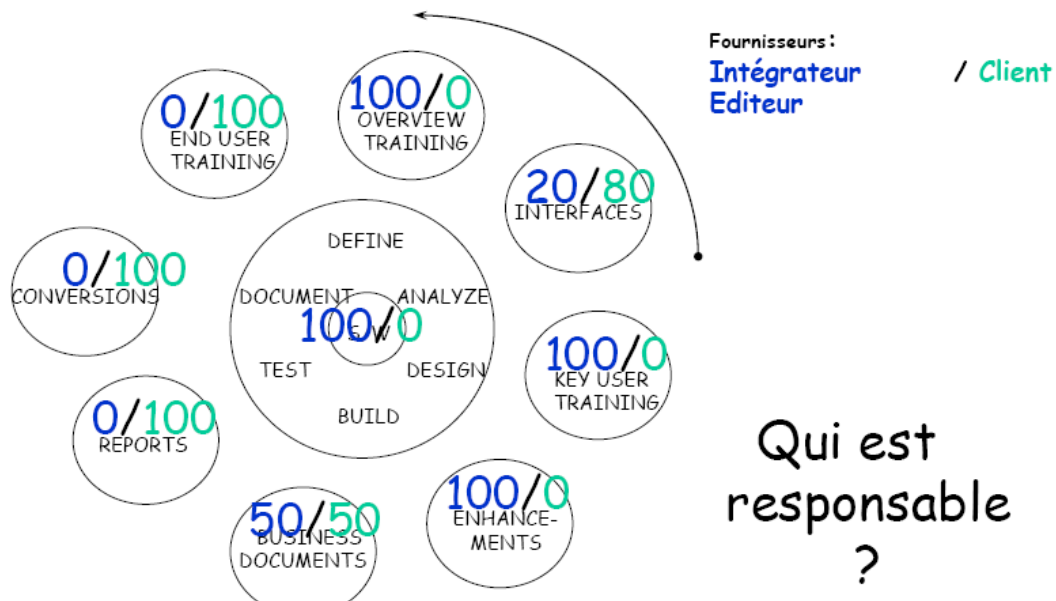 Fournisseurs:
Intégrateur / Client
Editeur
100/0
OVERVIEW
TRAINING
0/100
END USER
TRAINING
20/80
INTERFACES
0/100
CONVERSIONS
DEFINE
DOCUMENT
ANALYZE
100/0
S/W
TEST
DESIGN
BUILD
100/0
KEY USER
TRAINING
0/100
REPORTS
50/50
BUSINESS
DOCUMENTS
100/0
ENHANCE-
MENTS
Qui est
responsable
?